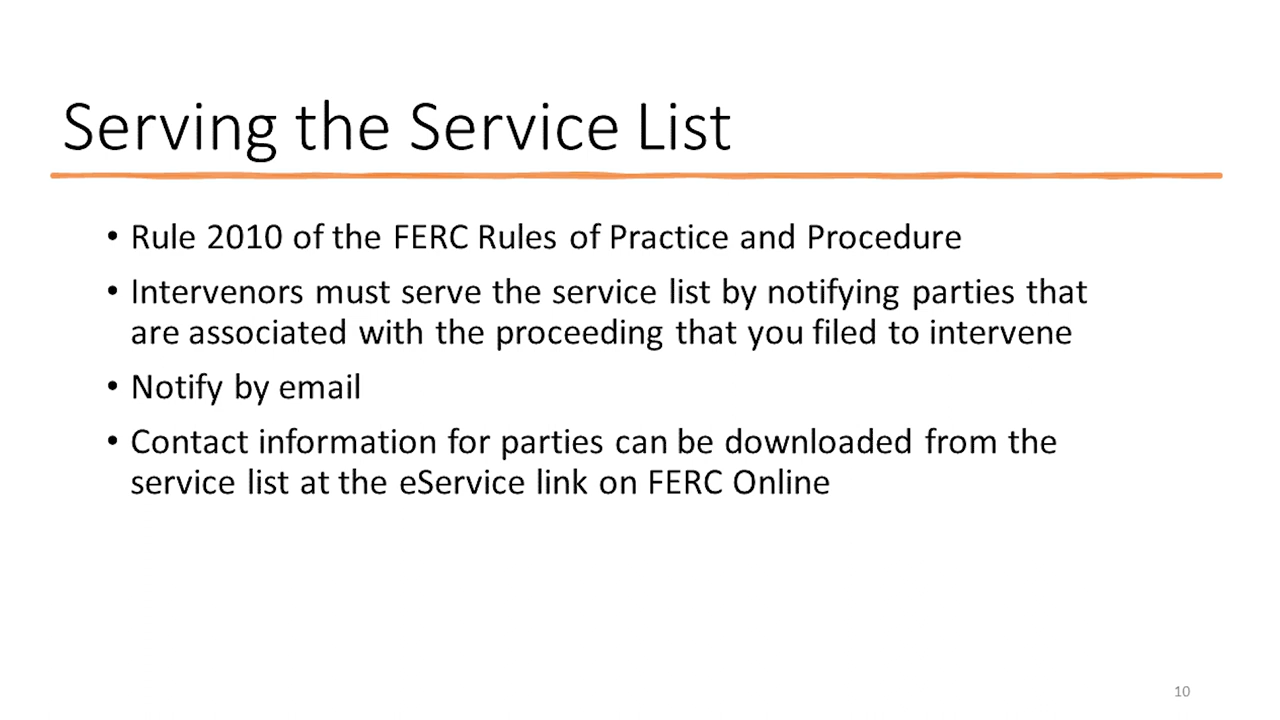 Serving the Service List
• Rule 2010 of the FERC Rules of Practice and Procedure
• Intervenors must serve the service list by notifying parties that
are associated with the proceeding that you filed to intervene
• Notify by email
• Contact information for parties can be downloaded from the
service list at the eService link on FERC Online
10